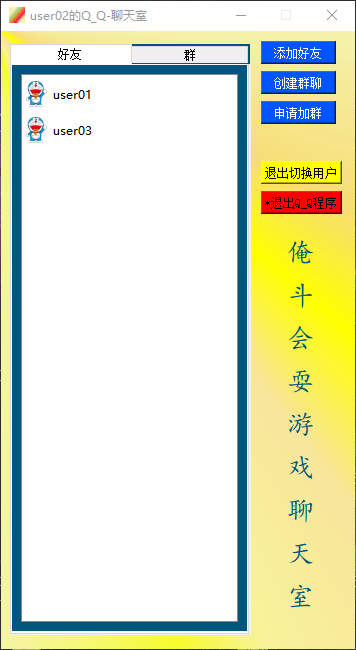 user02的Q_Q-聊天室
好友
群
user01
user03
添加好友
创建群聊
申请加群
退出切换用户
*退出Q_Q程序
俺
斗
会
耍
游
戏
聊
天
室